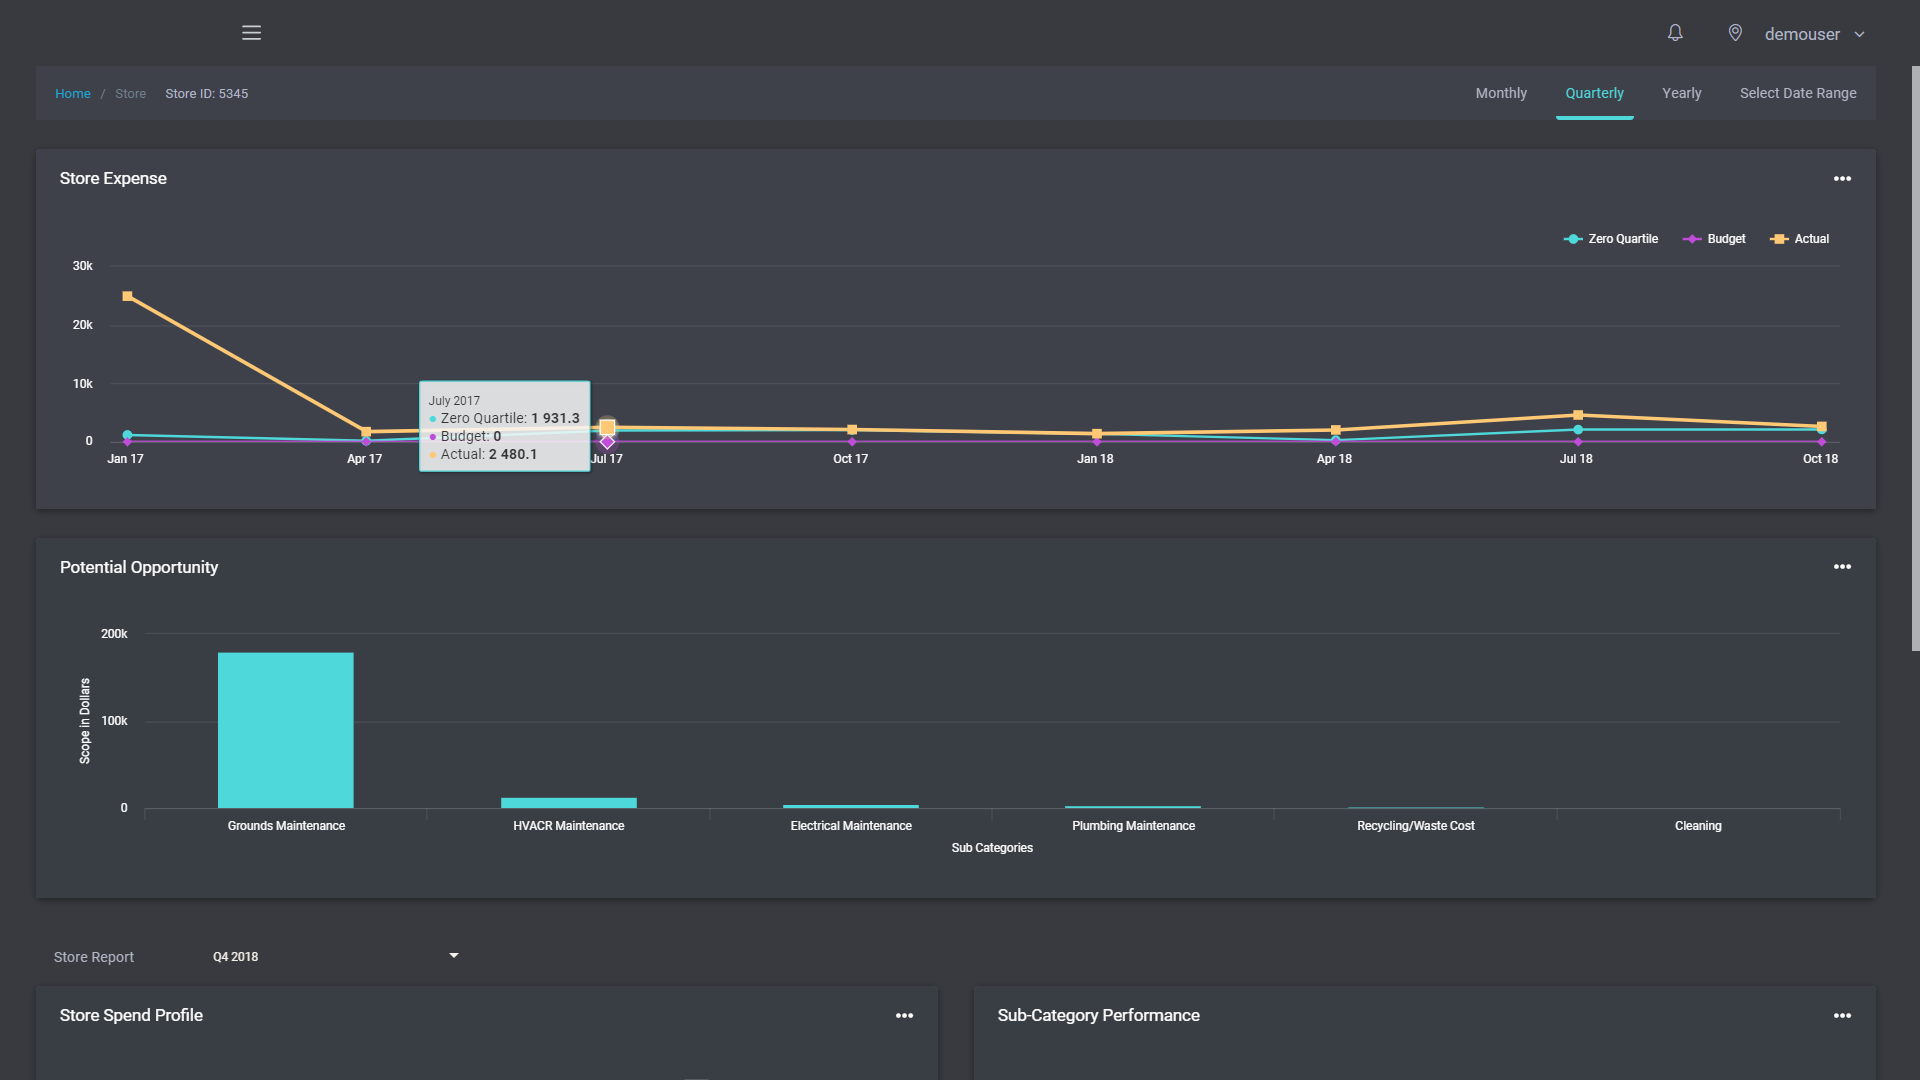 demouser
Home / Store Store ID: 5345
Monthly Quarterly Yearly Select Date Range
Store Expense
Zero Quartile Budget Actual
30k
20k
10k
0
July 2017
Zero Quartile: 1 931.3
Budget: 0
Actual: 2 480.1
Jan 17 Apr 17 Jul 17 Oct 17 Jan 18 Apr 18 Jul 18 Oct 18
Potential Opportunity
Scope in Dollars
200k
100k
0
Grounds Maintenance HVACR Maintenance Electrical Maintenance Plumbing Maintenance Recycling/Waste Cost Cleaning
Sub Categories
Store Report Q4 2018
Store Spend Profile
Sub-Category Performance